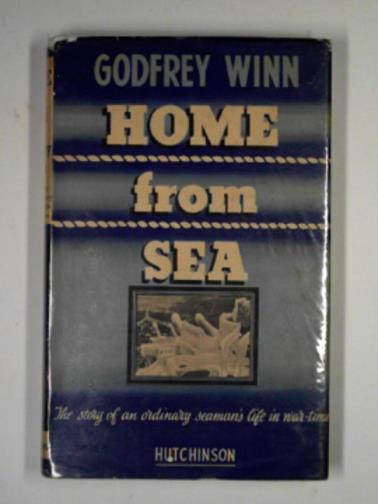 GODFREY WINN
HOME
from
SEA
The story of an ordinary seaman's life in war-time
HUTCHINSON